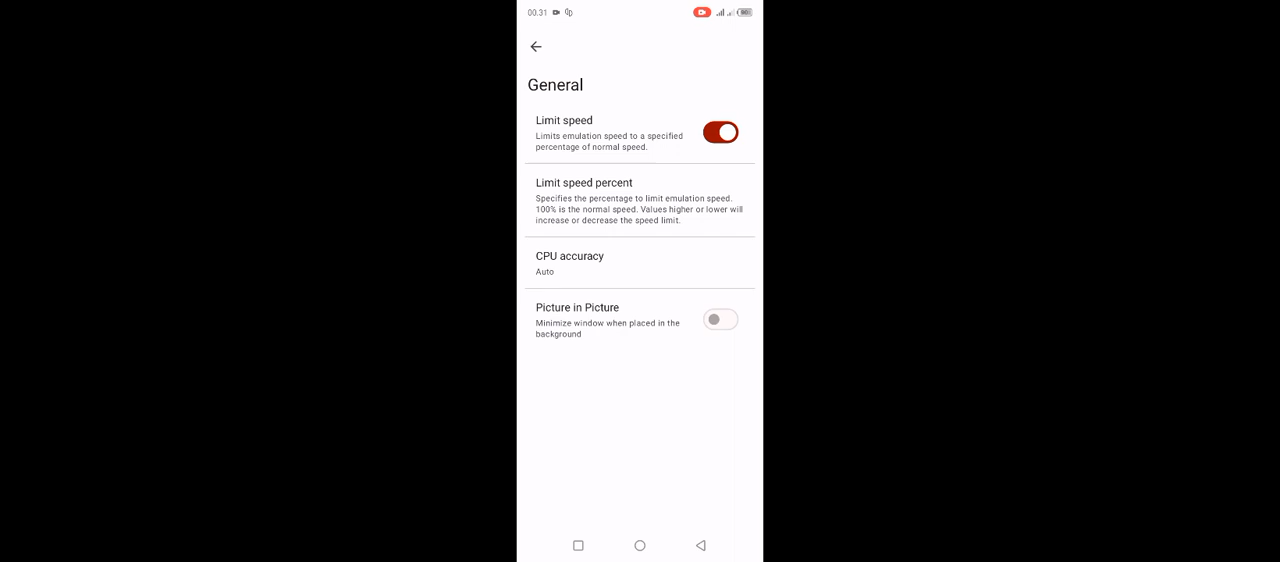 00.31
General
Limit speed
Limits emulation speed to a specified
percentage of normal speed.
Limit speed percent
Specifies the percentage to limit emulation speed.
100% is the normal speed. Values higher or lower will
increase or decrease the speed limit.
CPU accuracy
Auto
Picture in Picture
Minimize window when placed in the
background